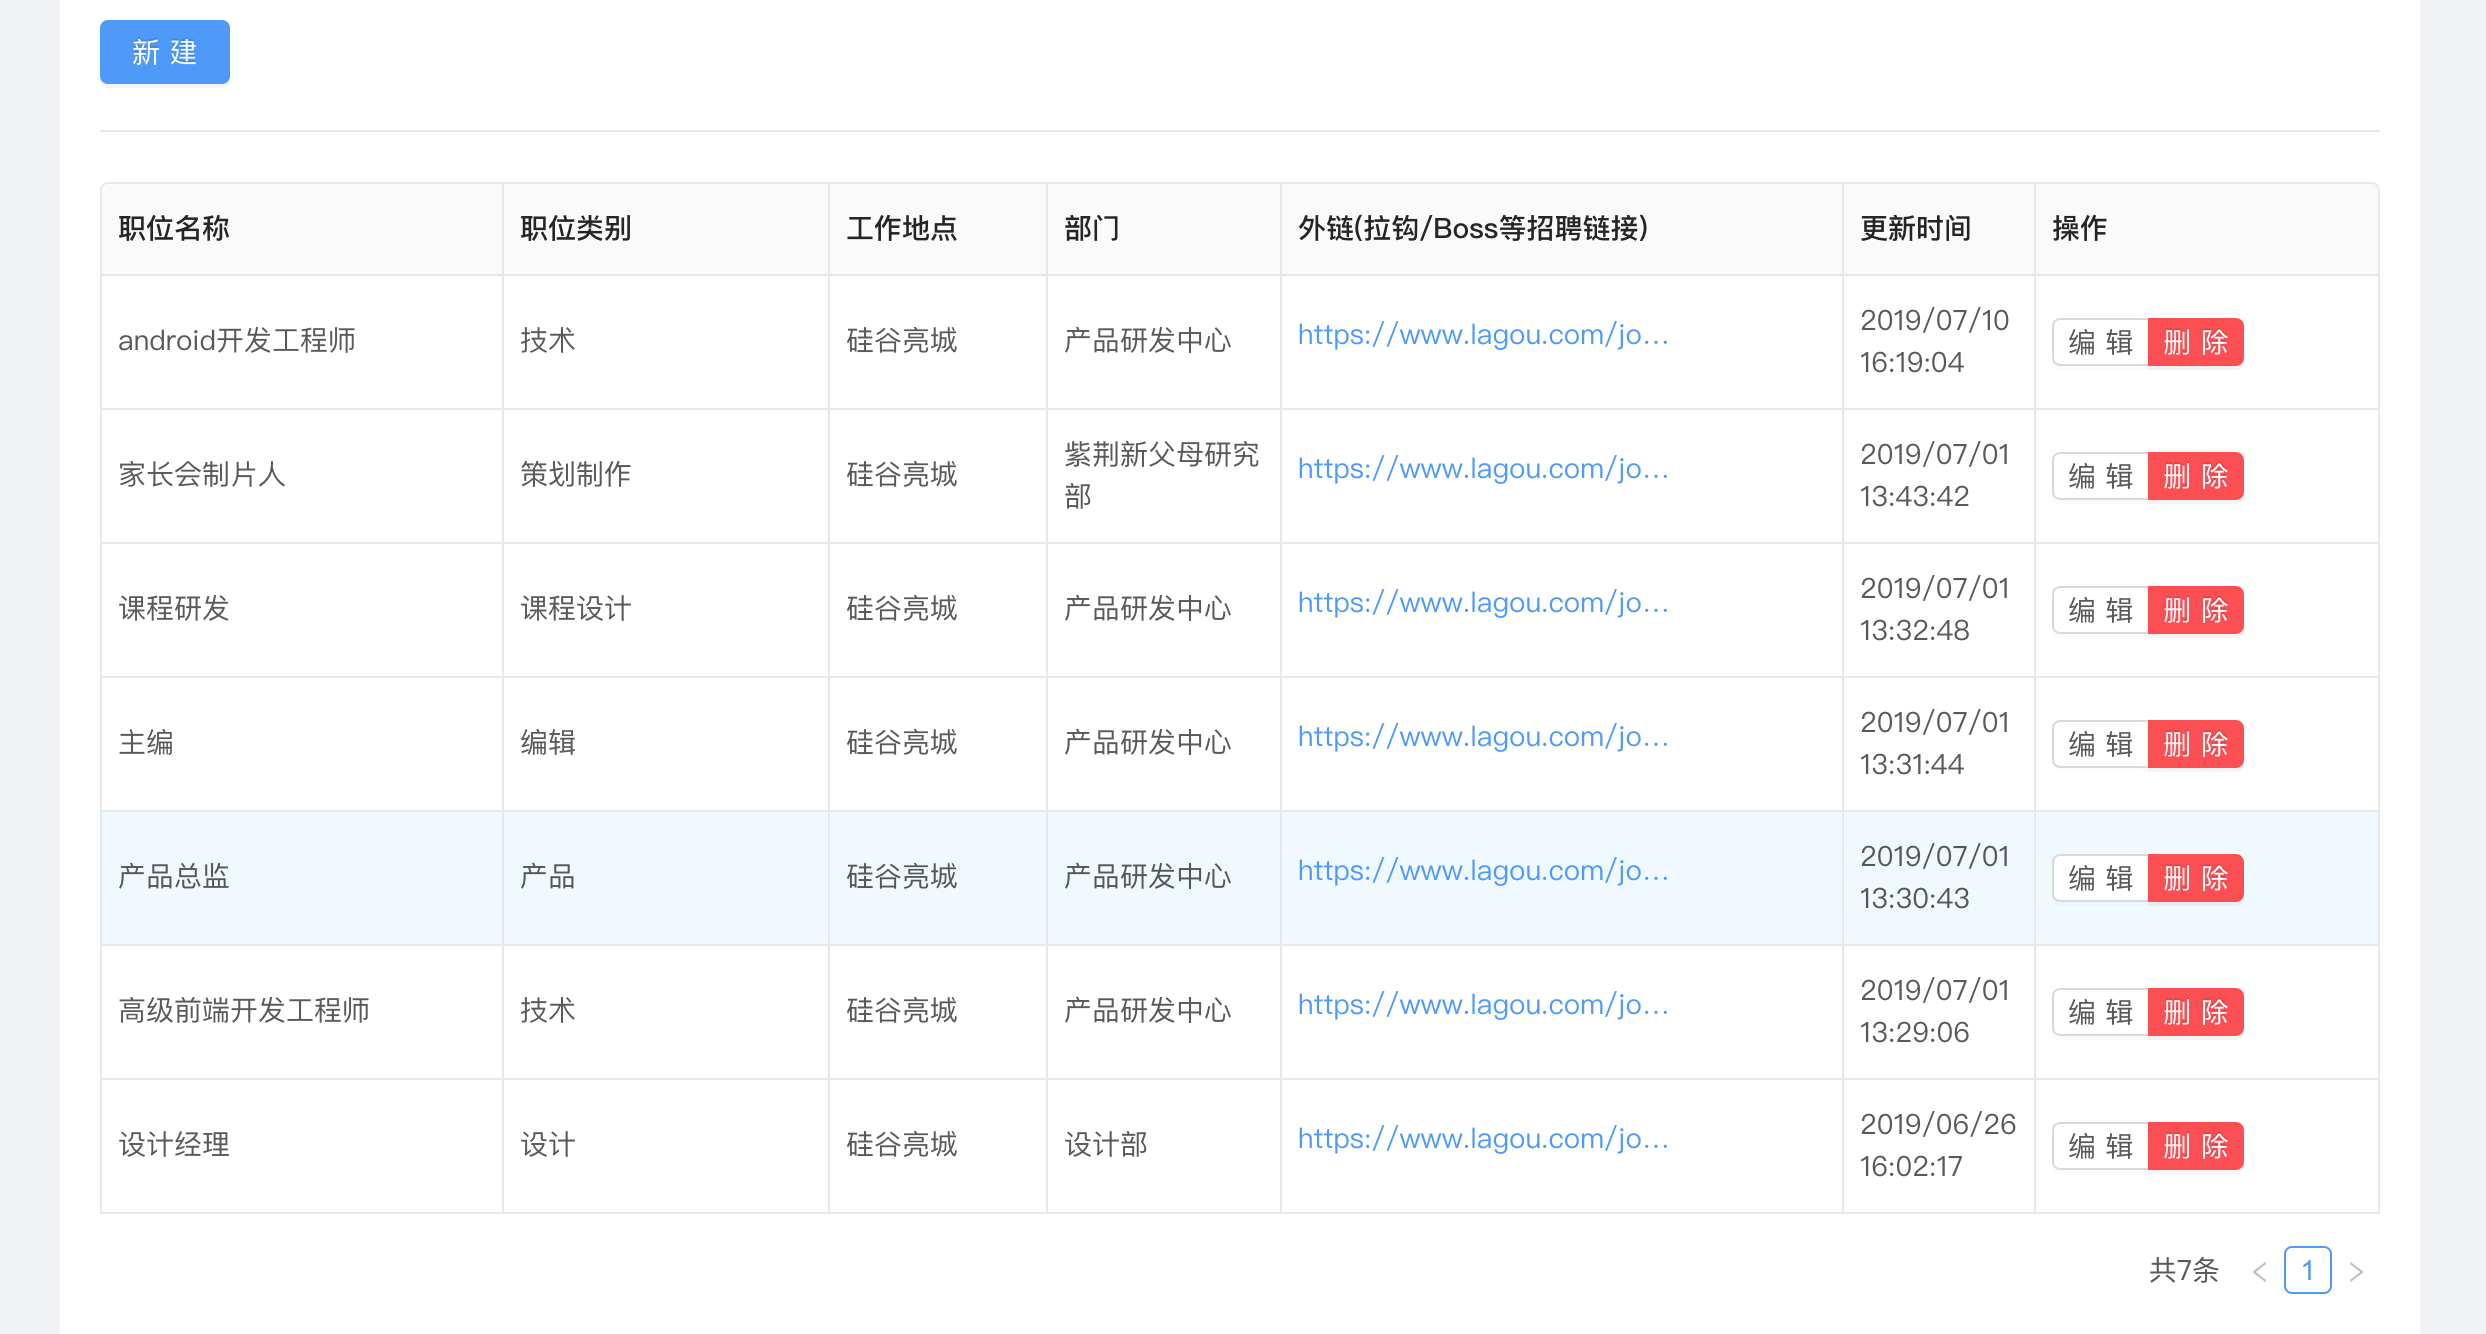 新 建
职位名称 职位类别 工作地点 部门 外链(拉钩/Boss等招聘链接) 更新时间 操作
android开发工程师 技术 硅谷亮城 产品研发中心 https://www.lagou.com/jo... 2019/07/10
16:19:04 编 辑 删 除
家长会制片人 策划制作 硅谷亮城 紫荆新父母研究
部 https://www.lagou.com/jo... 2019/07/01
13:43:42 编 辑 删 除
课程研发 课程设计 硅谷亮城 产品研发中心 https://www.lagou.com/jo... 2019/07/01
13:32:48 编 辑 删 除
主编 编辑 硅谷亮城 产品研发中心 https://www.lagou.com/jo... 2019/07/01
13:31:44 编 辑 删 除
产品总监 产品 硅谷亮城 产品研发中心 https://www.lagou.com/jo... 2019/07/01
13:30:43 编 辑 删 除
高级前端开发工程师 技术 硅谷亮城 产品研发中心 https://www.lagou.com/jo... 2019/07/01
13:29:06 编 辑 删 除
设计经理 设计 硅谷亮城 设计部 https://www.lagou.com/jo... 2019/06/26
16:02:17 编 辑 删 除
共7条 < 1 >